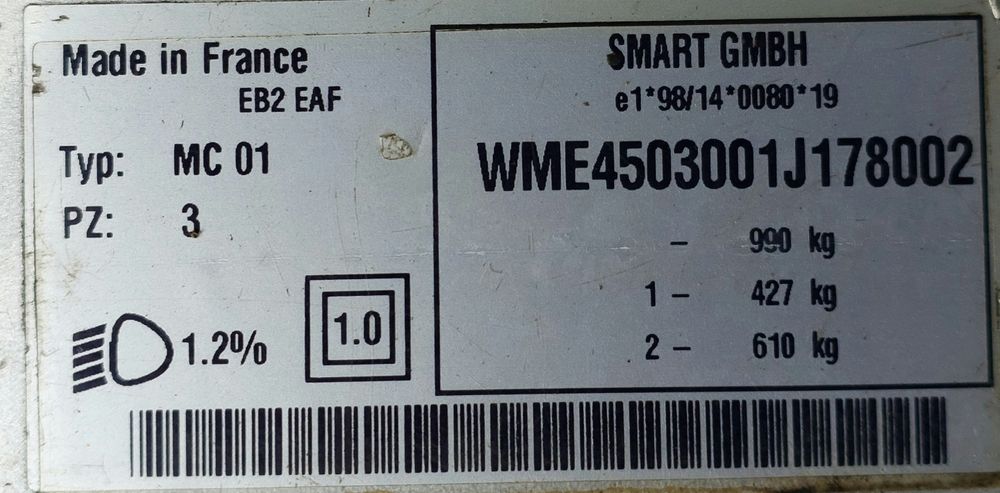 Made in France
EB2 EAF
Typ: MC 01
PZ: 3
1.2%
1.0
SMART GMBH
e1*98/14*0080*19
WME4503001J178002
- 990 kg
1 - 427 kg
2 - 610 kg